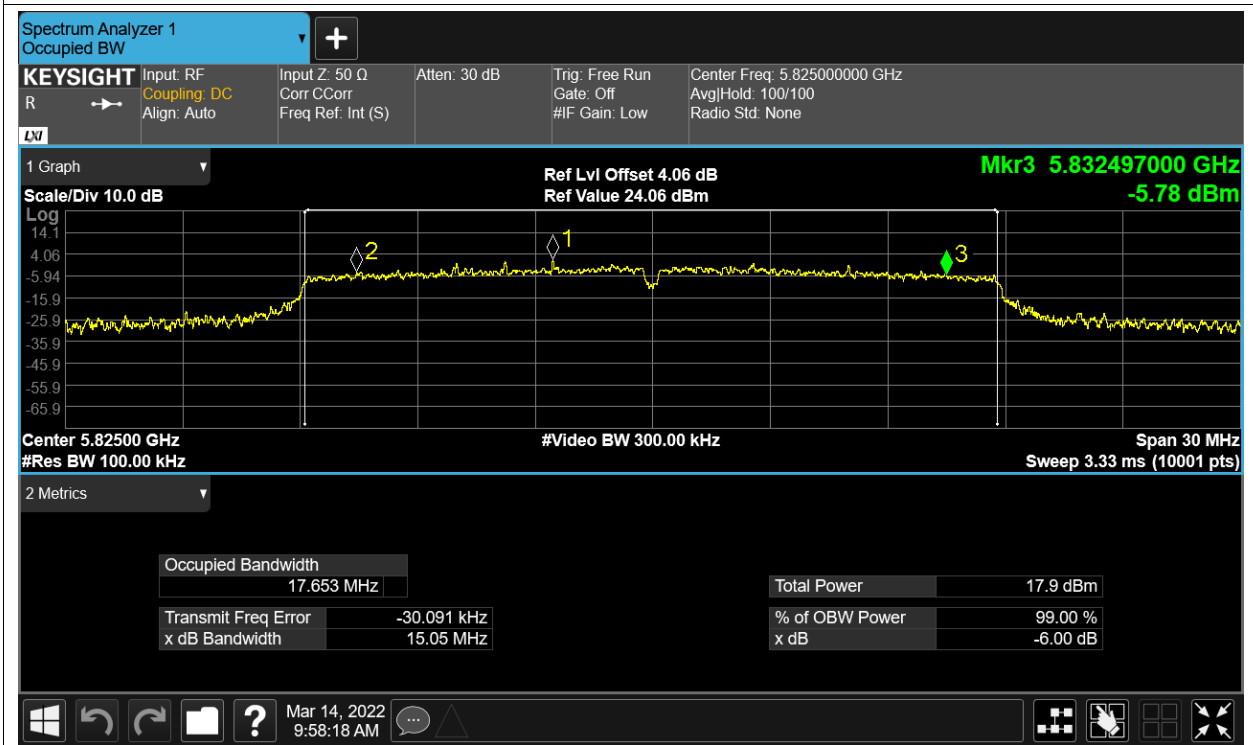 Spectrum Analyzer 1
Occupied BW
KEYSIGHT
R
LXI
Input: RF
Coupling: DC
Align: Auto
Input Z: 50 Ω
Corr CCorr
Freq Ref: Int (S)
Atten: 30 dB
Trig: Free Run
Gate: Off
#IF Gain: Low
Center Freq: 5.825000000 GHz
Avg|Hold: 100/100
Radio Std: None
1 Graph
Scale/Div 10.0 dB
Ref Lvl Offset 4.06 dB
Ref Value 24.06 dBm
Mkr3 5.832497000 GHz
-5.78 dBm
Log
14.1
4.06
-5.94
-15.9
-25.9
-35.9
-45.9
-55.9
-65.9
2
1
3
Center 5.82500 GHz
#Res BW 100.00 kHz
#Video BW 300.00 kHz
Span 30 MHz
Sweep 3.33 ms (10001 pts)
2 Metrics
Occupied Bandwidth
17.653 MHz
Transmit Freq Error -30.091 kHz
x dB Bandwidth 15.05 MHz
Total Power 17.9 dBm
% of OBW Power 99.00 %
x dB -6.00 dB
?
Mar 14, 2022
9:58:18 AM